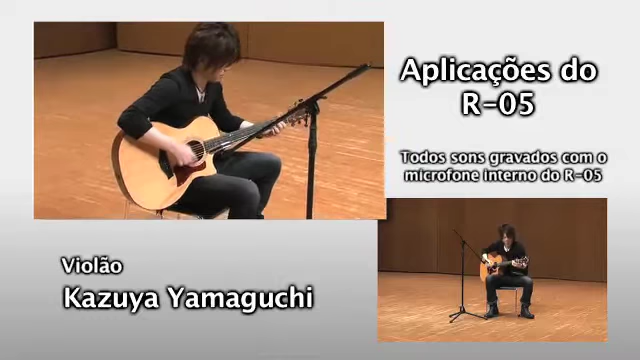 Aplicações do
R-05
Todos sons gravados com o
microfone interno do R-05
Violão
Kazuya Yamaguchi